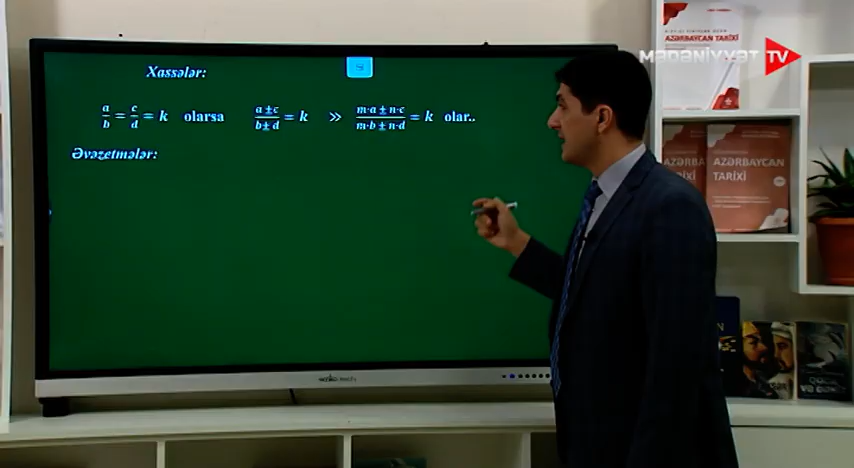 MƏDƏNİYYƏT TV
AZƏRBAYCAN TARİXİ
Xassələr:
a/b = c/d = k olarsa (a ± c)/(b ± d) = k >> (m·a ± n·c)/(m·b ± n·d) = k olar..
Əvəzetmələr:
AZƏRBAYCAN
TARİXİ